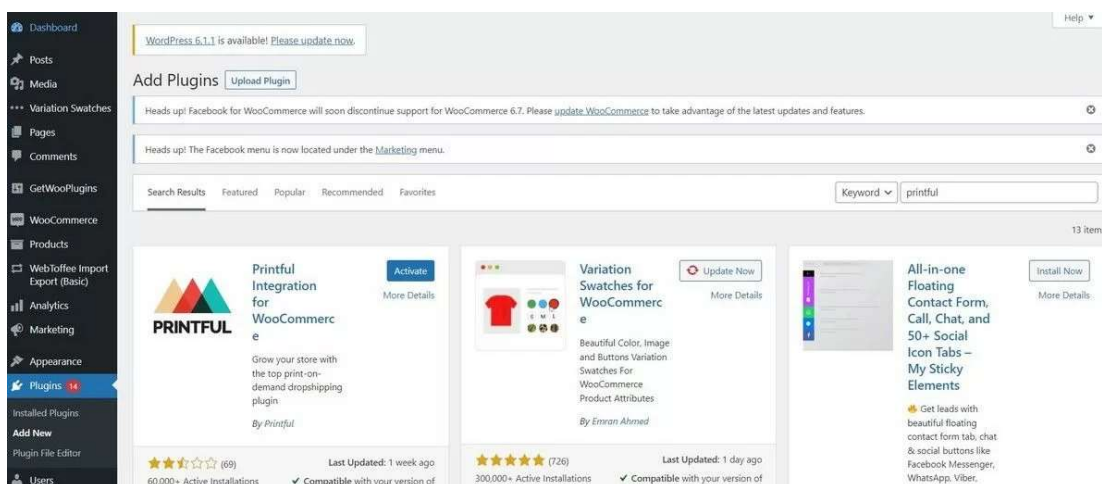 Help ▼
Dashboard
WordPress 6.1.1 is available! Please update now.
Posts
Media
Add Plugins Upload Plugin
Variation Swatches
Heads up! Facebook for WooCommerce will soon discontinue support for WooCommerce 6.7. Please update WooCommerce to take advantage of the latest updates and features.
Pages
Comments
Heads up! The Facebook menu is now located under the Marketing menu.
GetWooPlugins
Search Results Featured Popular Recommended Favorites Keyword printful
WooCommerce
13 item
Products
WebToffee Import
Export (Basic)
Analytics
Marketing
Appearance
Plugins 14
Installed Plugins
Add New
Plugin File Editor
Users
PRINTFUL
Printful
Integration
for
WooCommerc
e
Activate
More Details
Grow your store with
the top print-on-
demand dropshipping
plugin
By Printful
(69)
Last Updated: 1 week ago
60,000+ Active Installations
✓ Compatible with your version of
S M L
Variation
Swatches for
WooCommerc
e
Update Now
More Details
Beautiful Color, Image
and Buttons Variation
Swatches For
WooCommerce
Product Attributes
By Emran Ahmed
(726)
Last Updated: 1 day ago
300,000+ Active Installations
✓ Compatible with your version of
All-in-one
Floating
Contact Form,
Call, Chat, and
50+ Social
Icon Tabs –
My Sticky
Elements
Install Now
More Details
🔥 Get leads with
beautiful floating
contact form tab, chat
& social buttons like
Facebook Messenger,
WhatsApp, Viber,